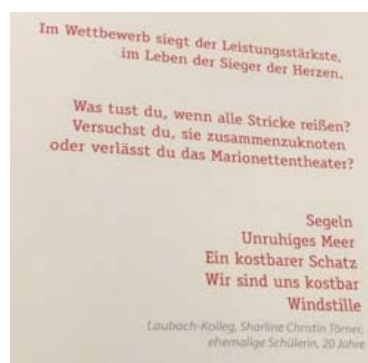 Im Wettbewerb siegt der Leistungsstärkste,
im Leben der Sieger der Herzen.
Was tust du, wenn alle Stricke reißen?
Versuchst du, sie zusammenzuknoten
oder verlässt du das Marionettentheater?
Segeln
Unruhiges Meer
Ein kostbarer Schatz
Wir sind uns kostbar
Windstille
Laubach-Kolleg, Sharline Christin Törner,
ehemalige Schülerin, 20 Jahre